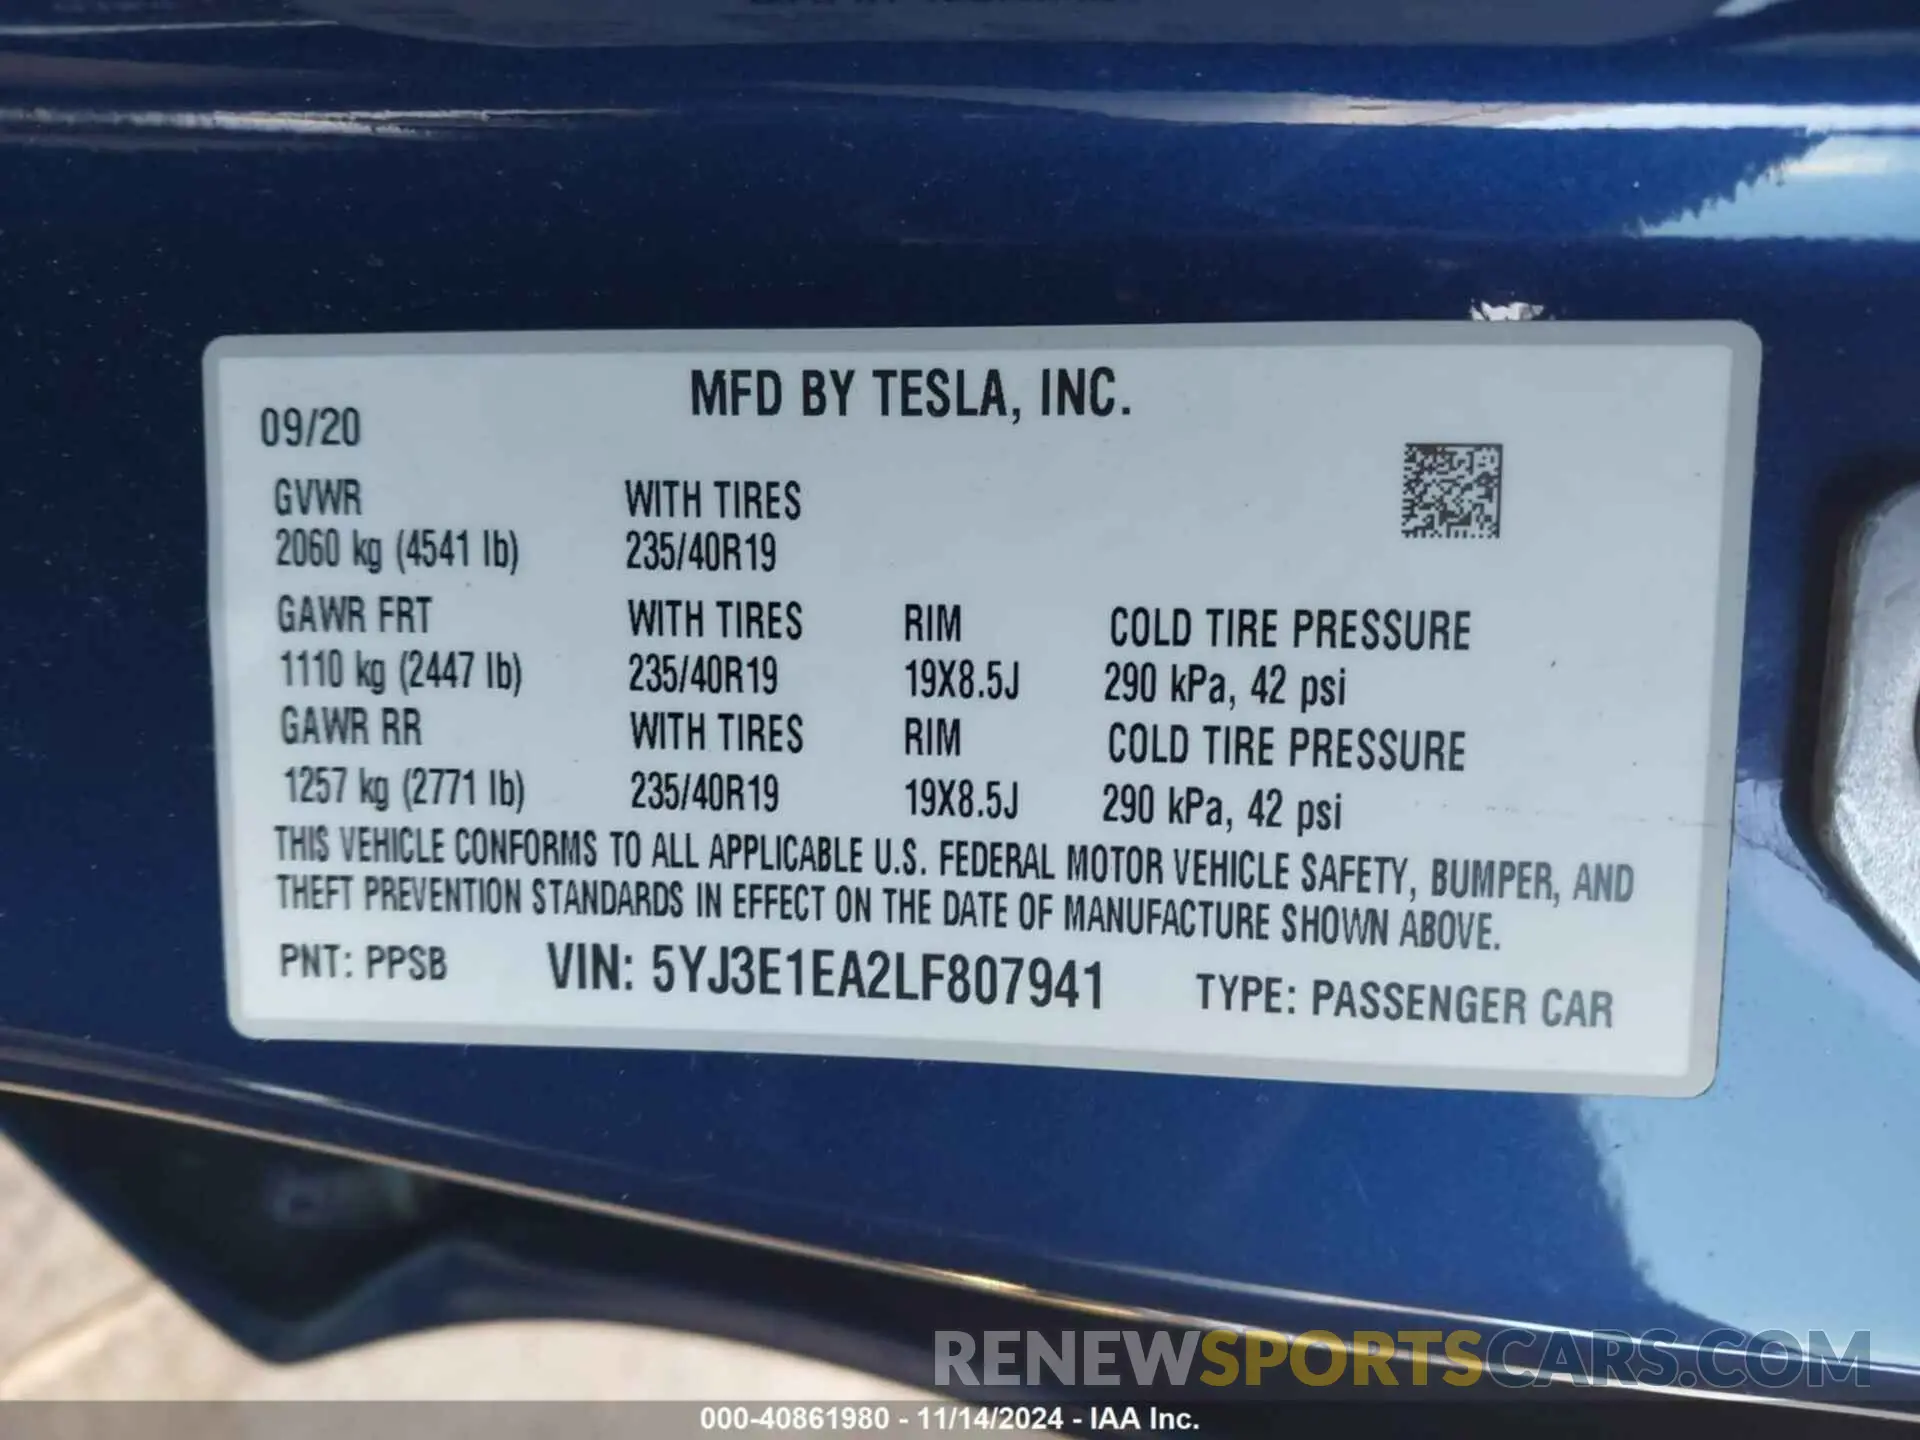 MFD BY TESLA, INC.
09/20
GVWR WITH TIRES
2060 kg (4541 lb) 235/40R19
GAWR FRT WITH TIRES RIM COLD TIRE PRESSURE
1110 kg (2447 lb) 235/40R19 19X8.5J 290 kPa, 42 psi
GAWR RR WITH TIRES RIM COLD TIRE PRESSURE
1257 kg (2771 lb) 235/40R19 19X8.5J 290 kPa, 42 psi
THIS VEHICLE CONFORMS TO ALL APPLICABLE U.S. FEDERAL MOTOR VEHICLE SAFETY, BUMPER, AND
THEFT PREVENTION STANDARDS IN EFFECT ON THE DATE OF MANUFACTURE SHOWN ABOVE.
PNT: PPSB VIN: 5YJ3E1EA2LF807941 TYPE: PASSENGER CAR
RENEWSPORTSCARS.COM
000-40861980 - 11/14/2024 - IAA Inc.